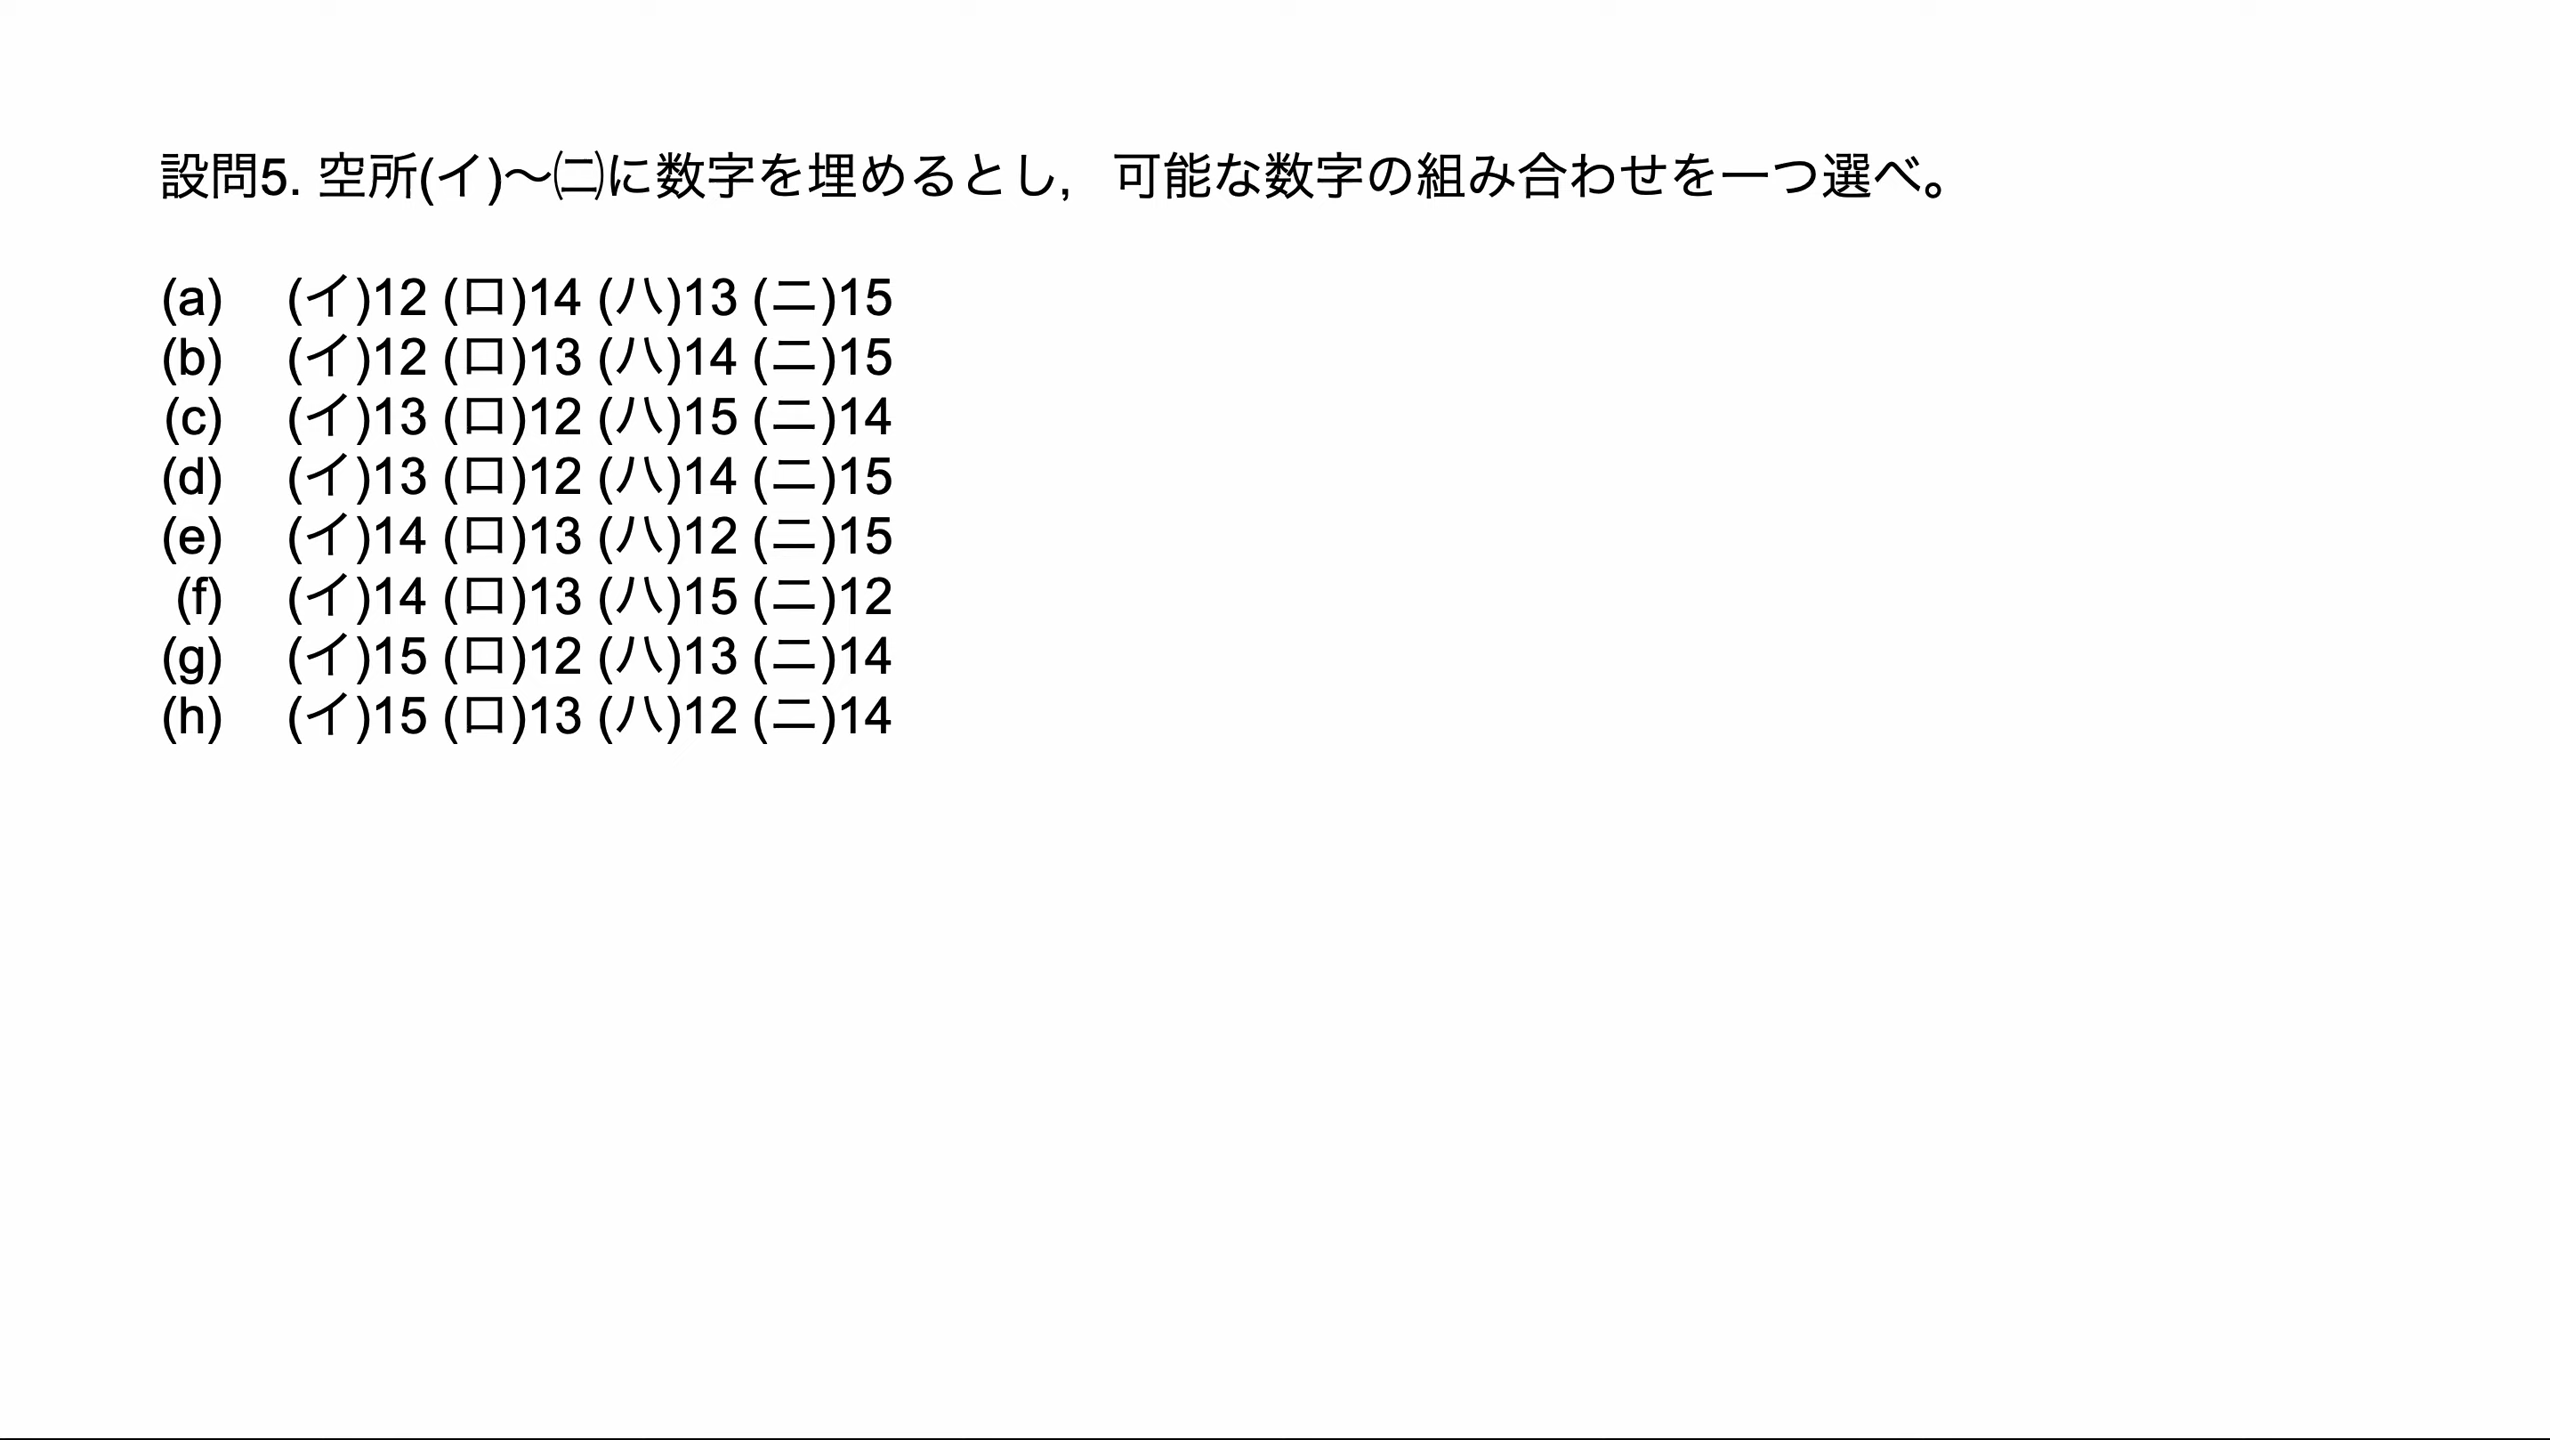 設問5. 空所(イ)〜㈡に数字を埋めるとし, 可能な数字の組み合わせを一つ選べ。
(a) (イ)12 (ロ)14 (ハ)13 (ニ)15
(b) (イ)12 (ロ)13 (ハ)14 (ニ)15
(c) (イ)13 (ロ)12 (ハ)15 (ニ)14
(d) (イ)13 (ロ)12 (ハ)14 (ニ)15
(e) (イ)14 (ロ)13 (ハ)12 (ニ)15
(f) (イ)14 (ロ)13 (ハ)15 (ニ)12
(g) (イ)15 (ロ)12 (ハ)13 (ニ)14
(h) (イ)15 (ロ)13 (ハ)12 (ニ)14